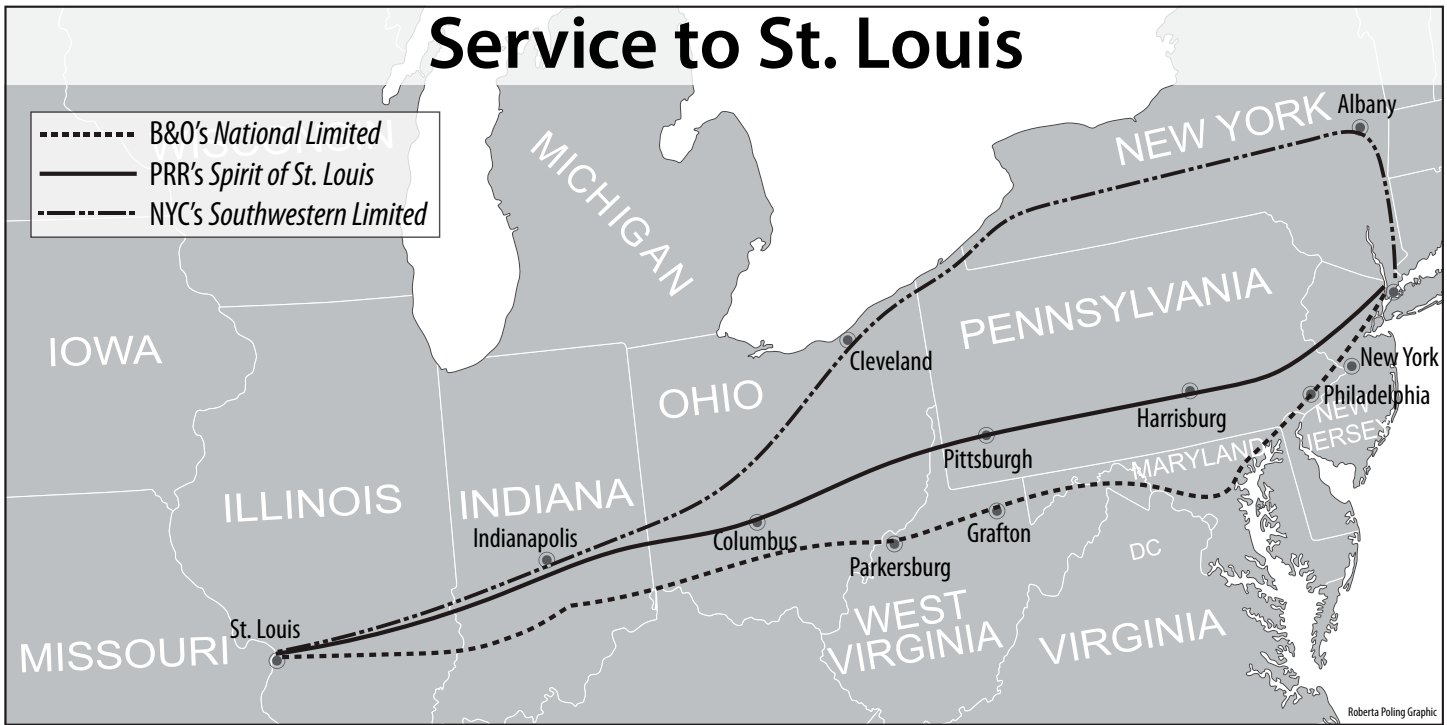 Service to St. Louis
B&O's National Limited
PRR's Spirit of St. Louis
NYC's Southwestern Limited
WISCONSIN
MICHIGAN
NEW YORK
Albany
IOWA
PENNSYLVANIA
Cleveland
OHIO
New York
Philadelphia
Harrisburg
NEW
JERSEY
Pittsburgh
MARYLAND
ILLINOIS
INDIANA
Indianapolis
Columbus
Grafton
Parkersburg
DC
WEST
VIRGINIA
VIRGINIA
St. Louis
MISSOURI
Roberta Poling Graphic